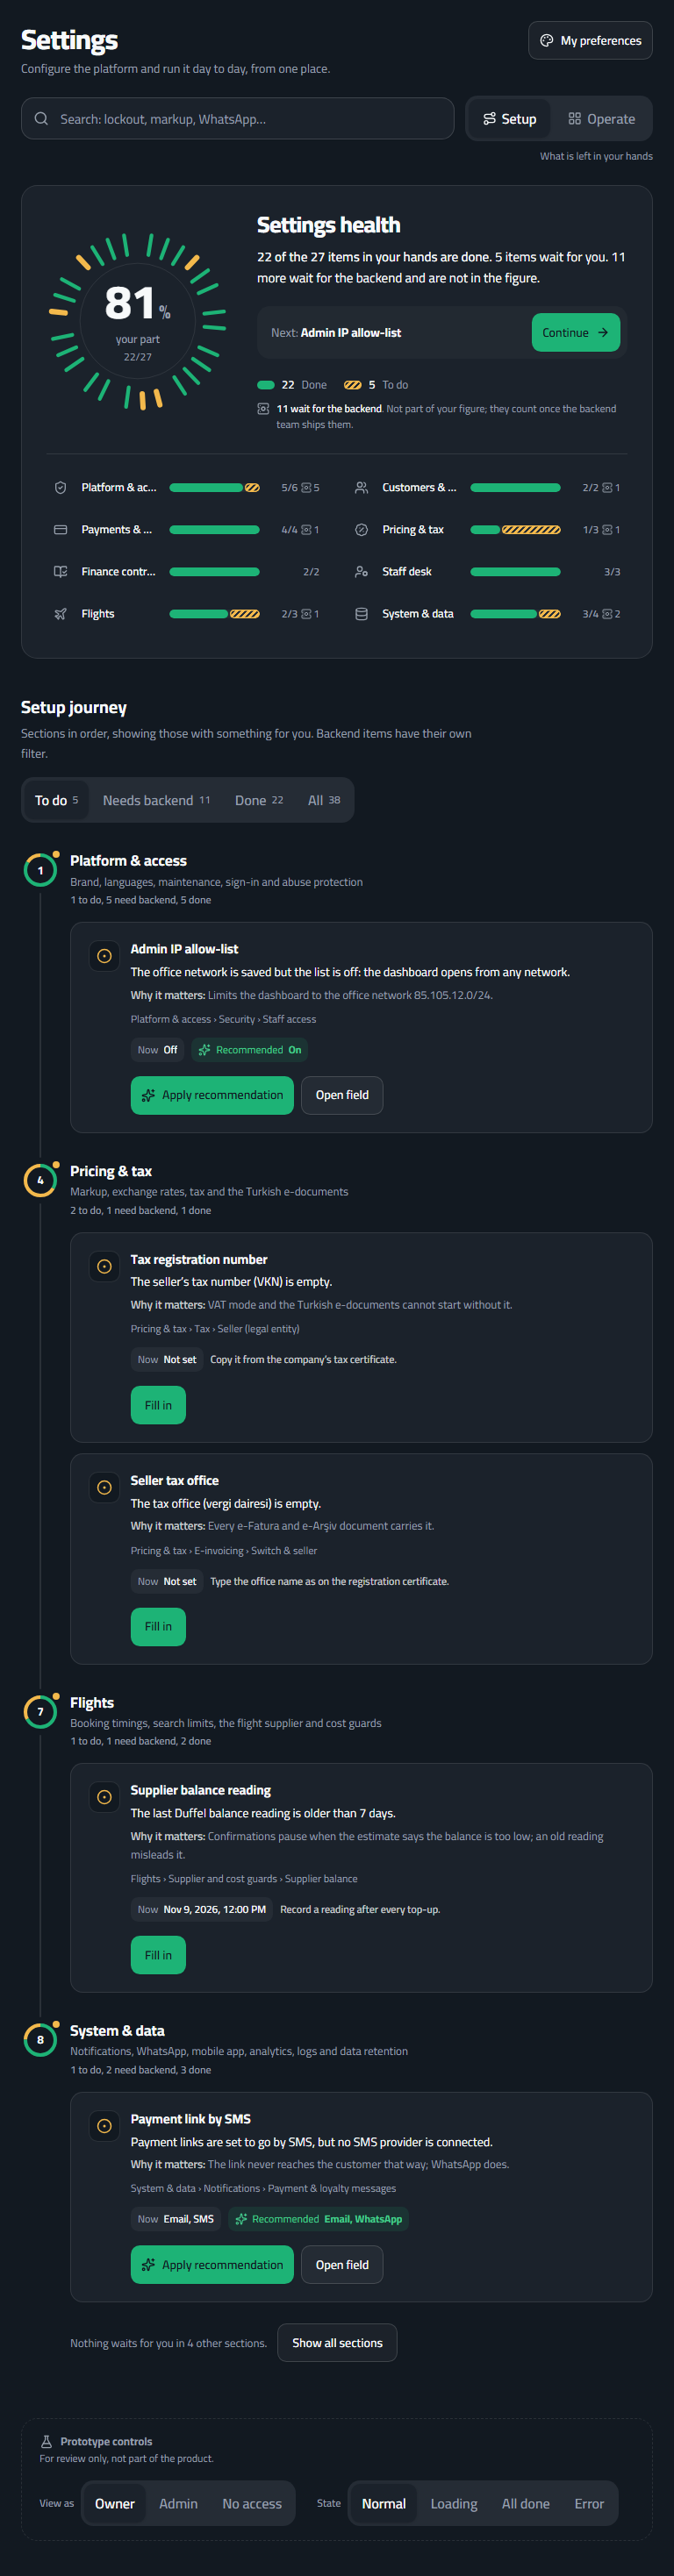 Settings
My preferences
Configure the platform and run it day to day, from one place.
Search: lockout, markup, WhatsApp...
Setup
Operate
What is left in your hands
Settings health
22 of the 27 items in your hands are done. 5 items wait for you. 11
more wait for the backend and are not in the figure.
81%
your part
22/27
Next: Admin IP allow-list
Continue
22 Done
5 To do
11 wait for the backend. Not part of your figure; they count once the backend
team ships them.
Platform & ac... 5/6 5
Customers & ... 2/2 1
Payments & ... 4/4 1
Pricing & tax 1/3 1
Finance contr... 2/2
Staff desk 3/3
Flights 2/3 1
System & data 3/4 2
Setup journey
Sections in order, showing those with something for you. Backend items have their own
filter.
To do 5
Needs backend 11
Done 22
All 38
1
Platform & access
Brand, languages, maintenance, sign-in and abuse protection
1 to do, 5 need backend, 5 done
Admin IP allow-list
The office network is saved but the list is off: the dashboard opens from any network.
Why it matters: Limits the dashboard to the office network 85.105.12.0/24.
Platform & access › Security › Staff access
Now Off
Recommended On
Apply recommendation
Open field
4
Pricing & tax
Markup, exchange rates, tax and the Turkish e-documents
2 to do, 1 need backend, 1 done
Tax registration number
The seller's tax number (VKN) is empty.
Why it matters: VAT mode and the Turkish e-documents cannot start without it.
Pricing & tax › Tax › Seller (legal entity)
Now Not set
Copy it from the company's tax certificate.
Fill in
Seller tax office
The tax office (vergi dairesi) is empty.
Why it matters: Every e-Fatura and e-Arşiv document carries it.
Pricing & tax › E-invoicing › Switch & seller
Now Not set
Type the office name as on the registration certificate.
Fill in
7
Flights
Booking timings, search limits, the flight supplier and cost guards
1 to do, 1 need backend, 2 done
Supplier balance reading
The last Duffel balance reading is older than 7 days.
Why it matters: Confirmations pause when the estimate says the balance is too low; an old reading
misleads it.
Flights › Supplier and cost guards › Supplier balance
Now Nov 9, 2026, 12:00 PM
Record a reading after every top-up.
Fill in
8
System & data
Notifications, WhatsApp, mobile app, analytics, logs and data retention
1 to do, 2 need backend, 3 done
Payment link by SMS
Payment links are set to go by SMS, but no SMS provider is connected.
Why it matters: The link never reaches the customer that way; WhatsApp does.
System & data › Notifications › Payment & loyalty messages
Now Email, SMS
Recommended Email, WhatsApp
Apply recommendation
Open field
Nothing waits for you in 4 other sections.
Show all sections
Prototype controls
For review only, not part of the product.
View as
Owner
Admin
No access
State
Normal
Loading
All done
Error